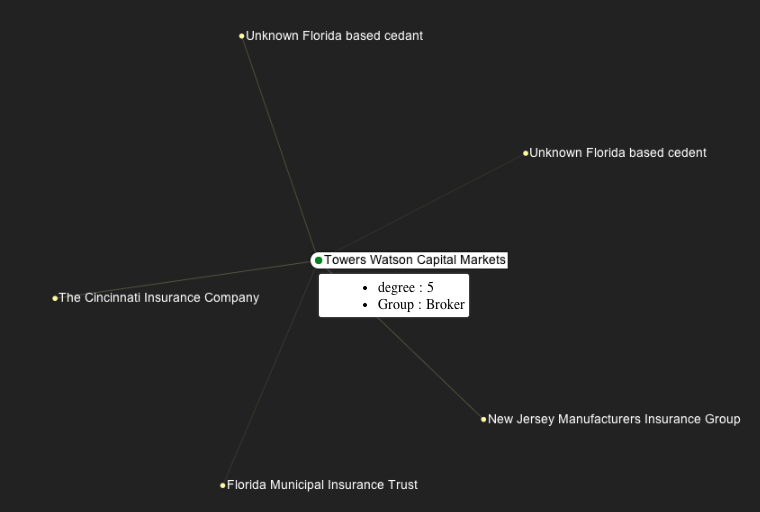 Unknown Florida based cedant
Unknown Florida based cedent
Towers Watson Capital Markets
degree : 5
Group : Broker
The Cincinnati Insurance Company
New Jersey Manufacturers Insurance Group
Florida Municipal Insurance Trust